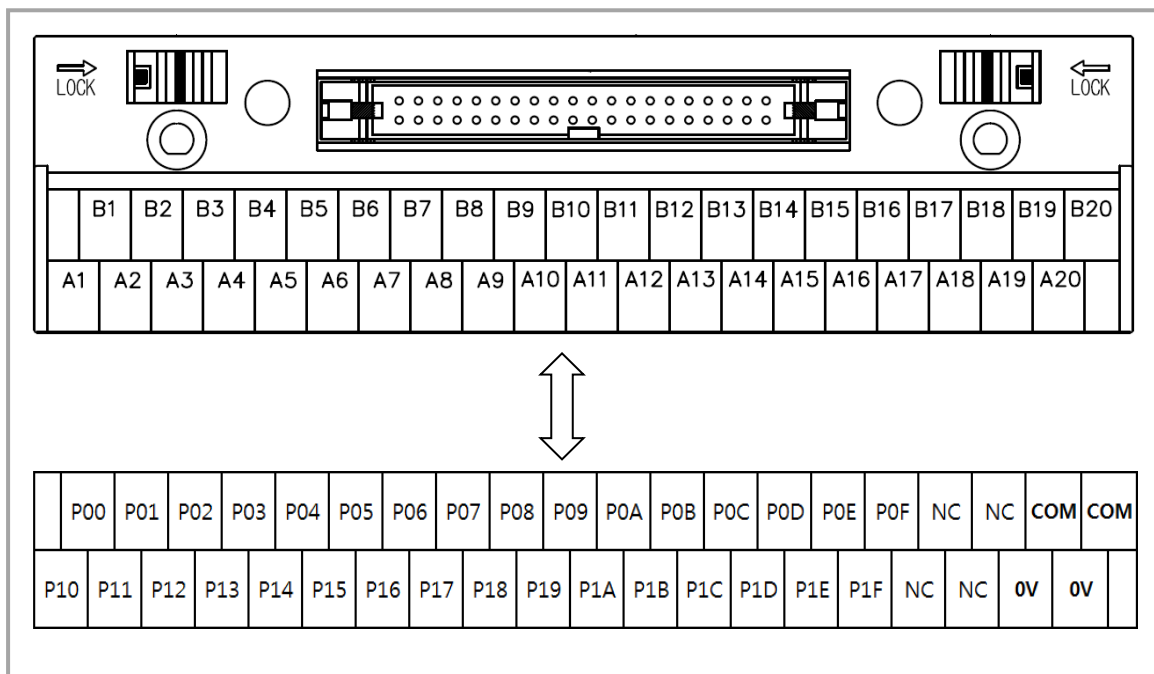 LOCK LOCK
B1 B2 B3 B4 B5 B6 B7 B8 B9 B10 B11 B12 B13 B14 B15 B16 B17 B18 B19 B20
A1 A2 A3 A4 A5 A6 A7 A8 A9 A10 A11 A12 A13 A14 A15 A16 A17 A18 A19 A20
P00 P01 P02 P03 P04 P05 P06 P07 P08 P09 P0A P0B P0C P0D P0E P0F NC NC COM COM
P10 P11 P12 P13 P14 P15 P16 P17 P18 P19 P1A P1B P1C P1D P1E P1F NC NC 0V 0V